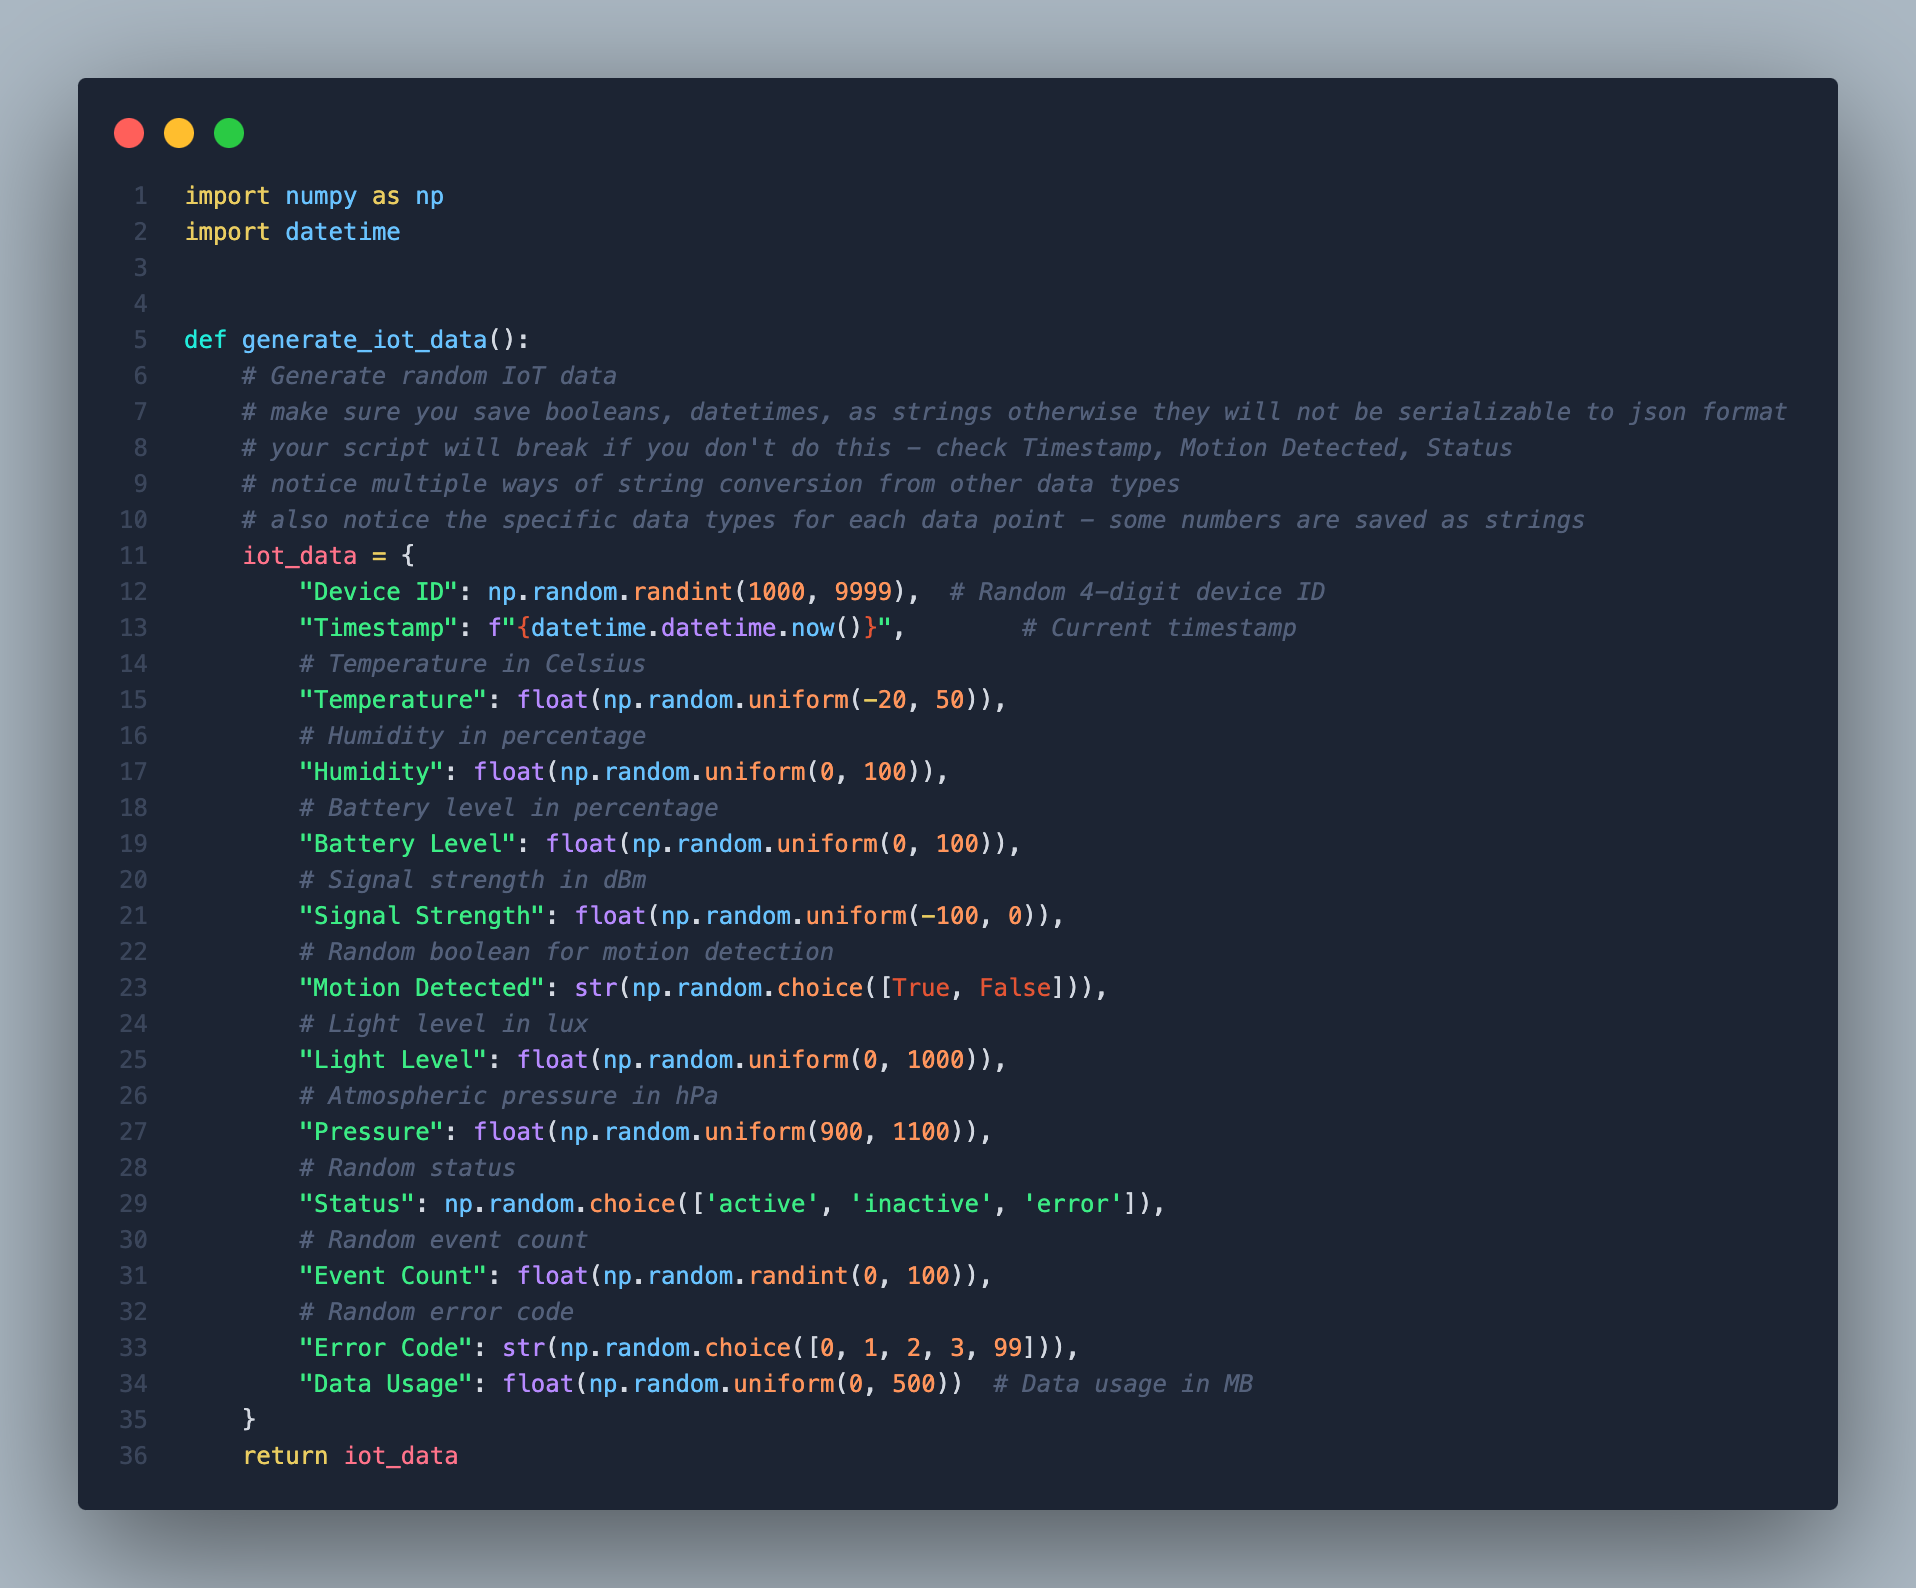 1 import numpy as np
2 import datetime
3
4
5 def generate_iot_data():
6     # Generate random IoT data
7     # make sure you save booleans, datetimes, as strings otherwise they will not be serializable to json format
8     # your script will break if you don't do this - check Timestamp, Motion Detected, Status
9     # notice multiple ways of string conversion from other data types
10     # also notice the specific data types for each data point - some numbers are saved as strings
11     iot_data = {
12         "Device ID": np.random.randint(1000, 9999),  # Random 4-digit device ID
13         "Timestamp": f"{datetime.datetime.now()}",        # Current timestamp
14         # Temperature in Celsius
15         "Temperature": float(np.random.uniform(-20, 50)),
16         # Humidity in percentage
17         "Humidity": float(np.random.uniform(0, 100)),
18         # Battery level in percentage
19         "Battery Level": float(np.random.uniform(0, 100)),
20         # Signal strength in dBm
21         "Signal Strength": float(np.random.uniform(-100, 0)),
22         # Random boolean for motion detection
23         "Motion Detected": str(np.random.choice([True, False])),
24         # Light level in lux
25         "Light Level": float(np.random.uniform(0, 1000)),
26         # Atmospheric pressure in hPa
27         "Pressure": float(np.random.uniform(900, 1100)),
28         # Random status
29         "Status": np.random.choice(['active', 'inactive', 'error']),
30         # Random event count
31         "Event Count": float(np.random.randint(0, 100)),
32         # Random error code
33         "Error Code": str(np.random.choice([0, 1, 2, 3, 99])),
34         "Data Usage": float(np.random.uniform(0, 500))  # Data usage in MB
35     }
36     return iot_data